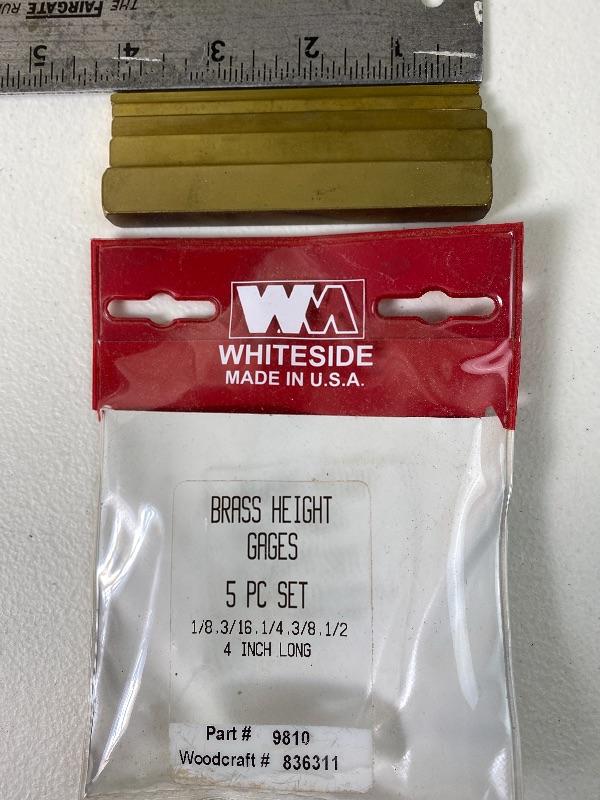 THE FAIRGATE RU
5 4 3 2 1
WM
WHITESIDE
MADE IN U.S.A.
BRASS HEIGHT
GAGES
5 PC SET
1/8.3/16.1/4.3/8.1/2
4 INCH LONG
Part # 9810
Woodcraft # 836311